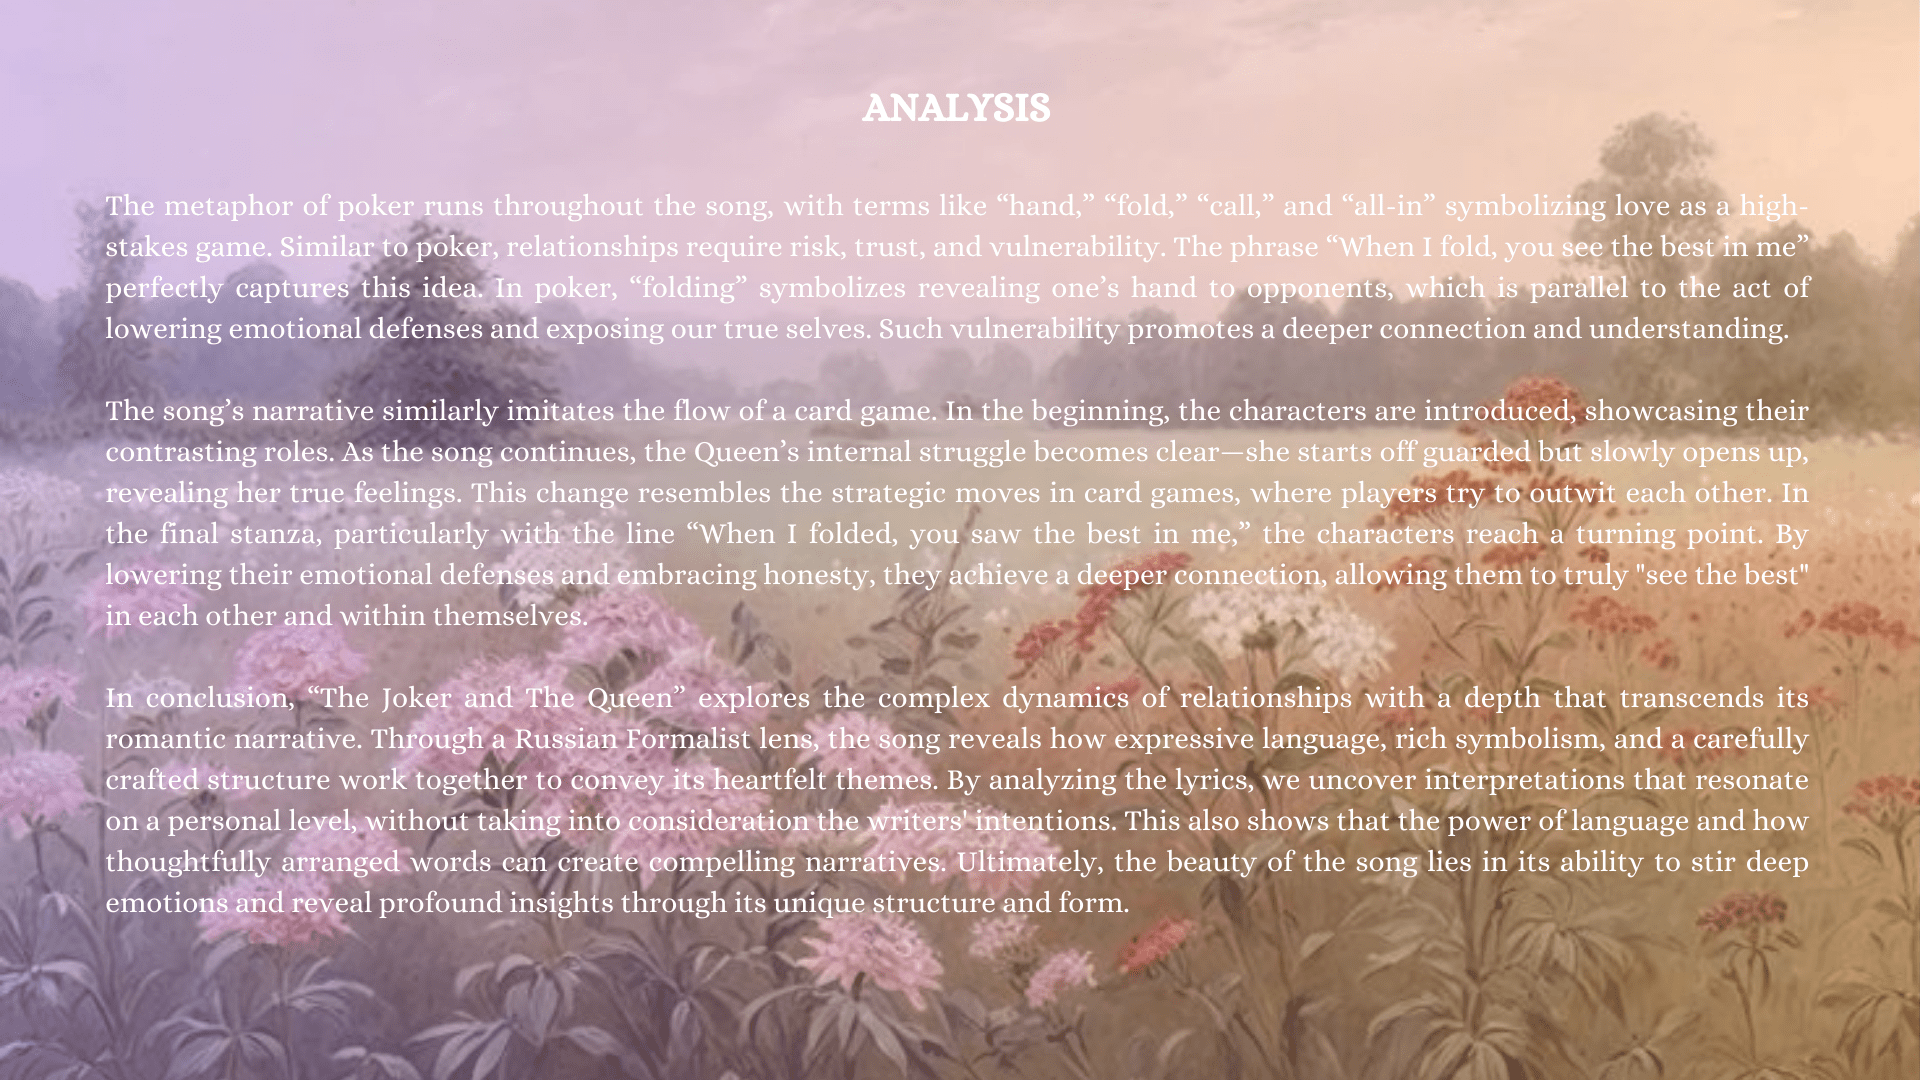 ANALYSIS
The metaphor of poker runs throughout the song, with terms like “hand,” “fold,” “call,” and “all-in” symbolizing love as a high-
stakes game. Similar to poker, relationships require risk, trust, and vulnerability. The phrase “When I fold, you see the best in me”
perfectly captures this idea. In poker, “folding” symbolizes revealing one’s hand to opponents, which is parallel to the act of
lowering emotional defenses and exposing our true selves. Such vulnerability promotes a deeper connection and understanding.
The song’s narrative similarly imitates the flow of a card game. In the beginning, the characters are introduced, showcasing their
contrasting roles. As the song continues, the Queen’s internal struggle becomes clear—she starts off guarded but slowly opens up,
revealing her true feelings. This change resembles the strategic moves in card games, where players try to outwit each other. In
the final stanza, particularly with the line “When I folded, you saw the best in me,” the characters reach a turning point. By
lowering their emotional defenses and embracing honesty, they achieve a deeper connection, allowing them to truly "see the best"
in each other and within themselves.
In conclusion, “The Joker and The Queen” explores the complex dynamics of relationships with a depth that transcends its
romantic narrative. Through a Russian Formalist lens, the song reveals how expressive language, rich symbolism, and a carefully
crafted structure work together to convey its heartfelt themes. By analyzing the lyrics, we uncover interpretations that resonate
on a personal level, without taking into consideration the writers' intentions. This also shows that the power of language and how
thoughtfully arranged words can create compelling narratives. Ultimately, the beauty of the song lies in its ability to stir deep
emotions and reveal profound insights through its unique structure and form.